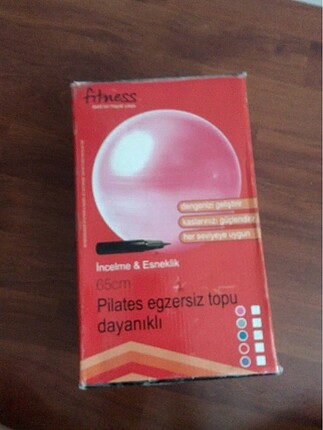 fitness
dengenizi geliştirir
kaslarınızı güçlendirir
her seviyeye uygun
İncelme & Esneklik
65cm
Pilates egzersiz topu
dayanıklı